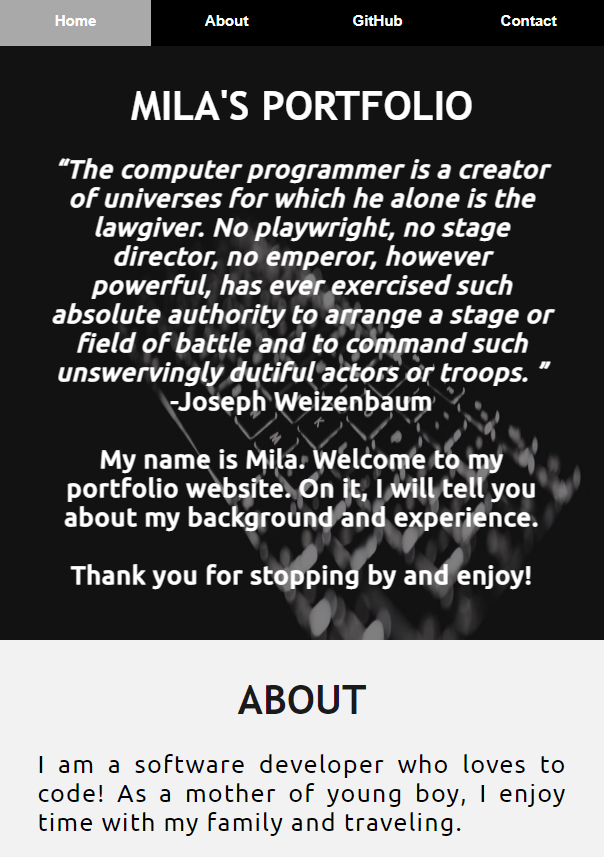 Home About GitHub Contact
MILA'S PORTFOLIO
“The computer programmer is a creator
of universes for which he alone is the
lawgiver. No playwright, no stage
director, no emperor, however
powerful, has ever exercised such
absolute authority to arrange a stage or
field of battle and to command such
unswervingly dutiful actors or troops. ”
-Joseph Weizenbaum
My name is Mila. Welcome to my
portfolio website. On it, I will tell you
about my background and experience.
Thank you for stopping by and enjoy!
ABOUT
I am a software developer who loves to
code! As a mother of young boy, I enjoy
time with my family and traveling.